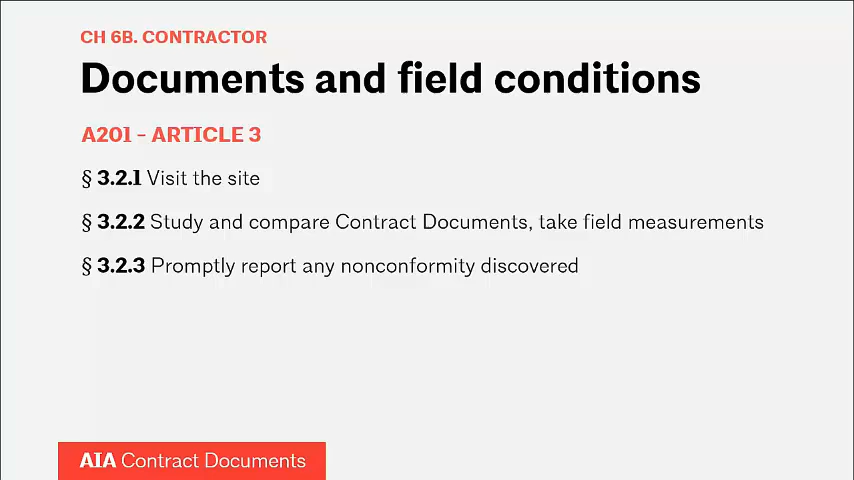 CH 6B. CONTRACTOR
Documents and field conditions
A201 – ARTICLE 3
§ 3.2.1 Visit the site
§ 3.2.2 Study and compare Contract Documents, take field measurements
§ 3.2.3 Promptly report any nonconformity discovered
AIA Contract Documents